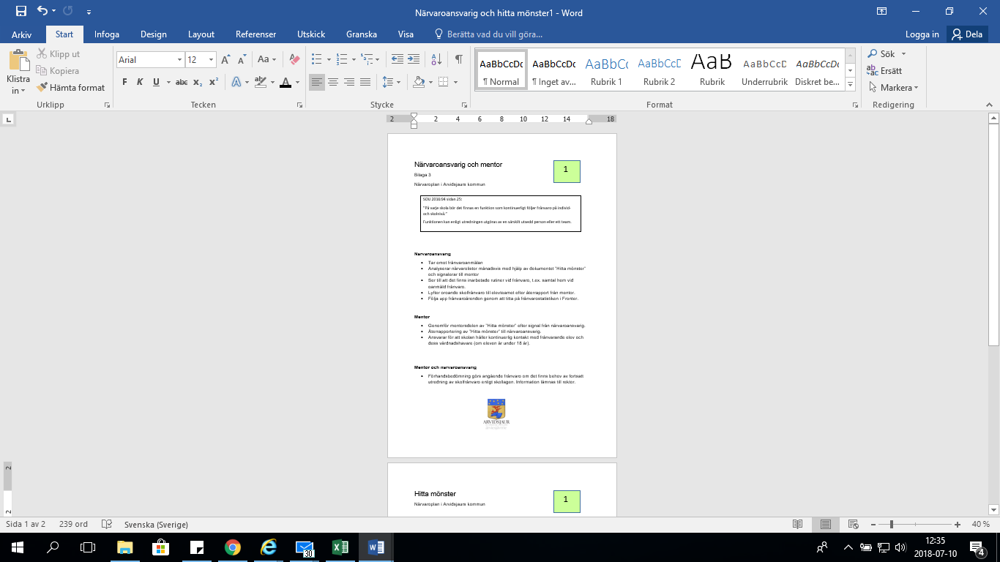 Närvaroansvarig och hitta mönster1 - Word
Arkiv Start Infoga Design Layout Referenser Utskick Granska Visa Berätta vad du vill göra... Logga in Dela
Klistra in
Klipp ut
Kopiera
Hämta format
Urklipp
Arial 12
F K U abc x₂ x²
Aa
A
Tecken
Stycke
AaBbCcDc AaBbCcDc AaBbCc AaBbCcD AaB AaBbCcD AaBbCcDc
¶ Normal ¶ Inget av... Rubrik 1 Rubrik 2 Rubrik Underrubrik Diskret be...
Format
Sök
Ersätt
Markera
Redigering
2 2 4 6 8 10 12 14 18
Närvaroansvarig och mentor
1
Bilaga 3
Närvaroplan i Arvidsjaurs kommun
SOU 2016:94 sidan 25:
"På varje skola bör det finnas en funktion som kontinuerligt följer frånvaro på individ-
och skolnivå."
Funktionen kan enligt utredningen utgöras av en särskilt utsedd person eller ett team.
Närvaroansvarig
• Tar emot frånvaroanmälan
• Analyserar närvarolistor månadsvis med hjälp av dokumentet "Hitta mönster"
och signalerar till mentor
• Ser till att det finns inarbetade rutiner vid frånvaro, t.ex. samtal hem vid
oanmäld frånvaro.
• Lyfter oroande skolfrånvaro till elevteamet efter återrapport från mentor.
• Följa upp frånvaroärenden genom att titta på frånvarostatistiken i Fronter.
Mentor
• Genomför mentorsdelen av "Hitta mönster" efter signal från närvaroansvarig.
• Återrapportering av "Hitta mönster" till närvaroansvarig.
• Ansvarar för att skolan håller kontinuerlig kontakt med frånvarande elev och
dess vårdnadshavare (om eleven är under 18 år).
Mentor och närvaroansvarig
• Förhandsbedömning görs angående frånvaro om det finns behov av fortsatt
utredning av skolfrånvaro enligt skollagen. Information lämnas till rektor.
ARVIDSJAUR
Hitta mönster
1
Närvaroplan i Arvidsjaurs kommun
2
2
Sida 1 av 2 239 ord Svenska (Sverige) 40 %
30
12:35
2018-07-10
4